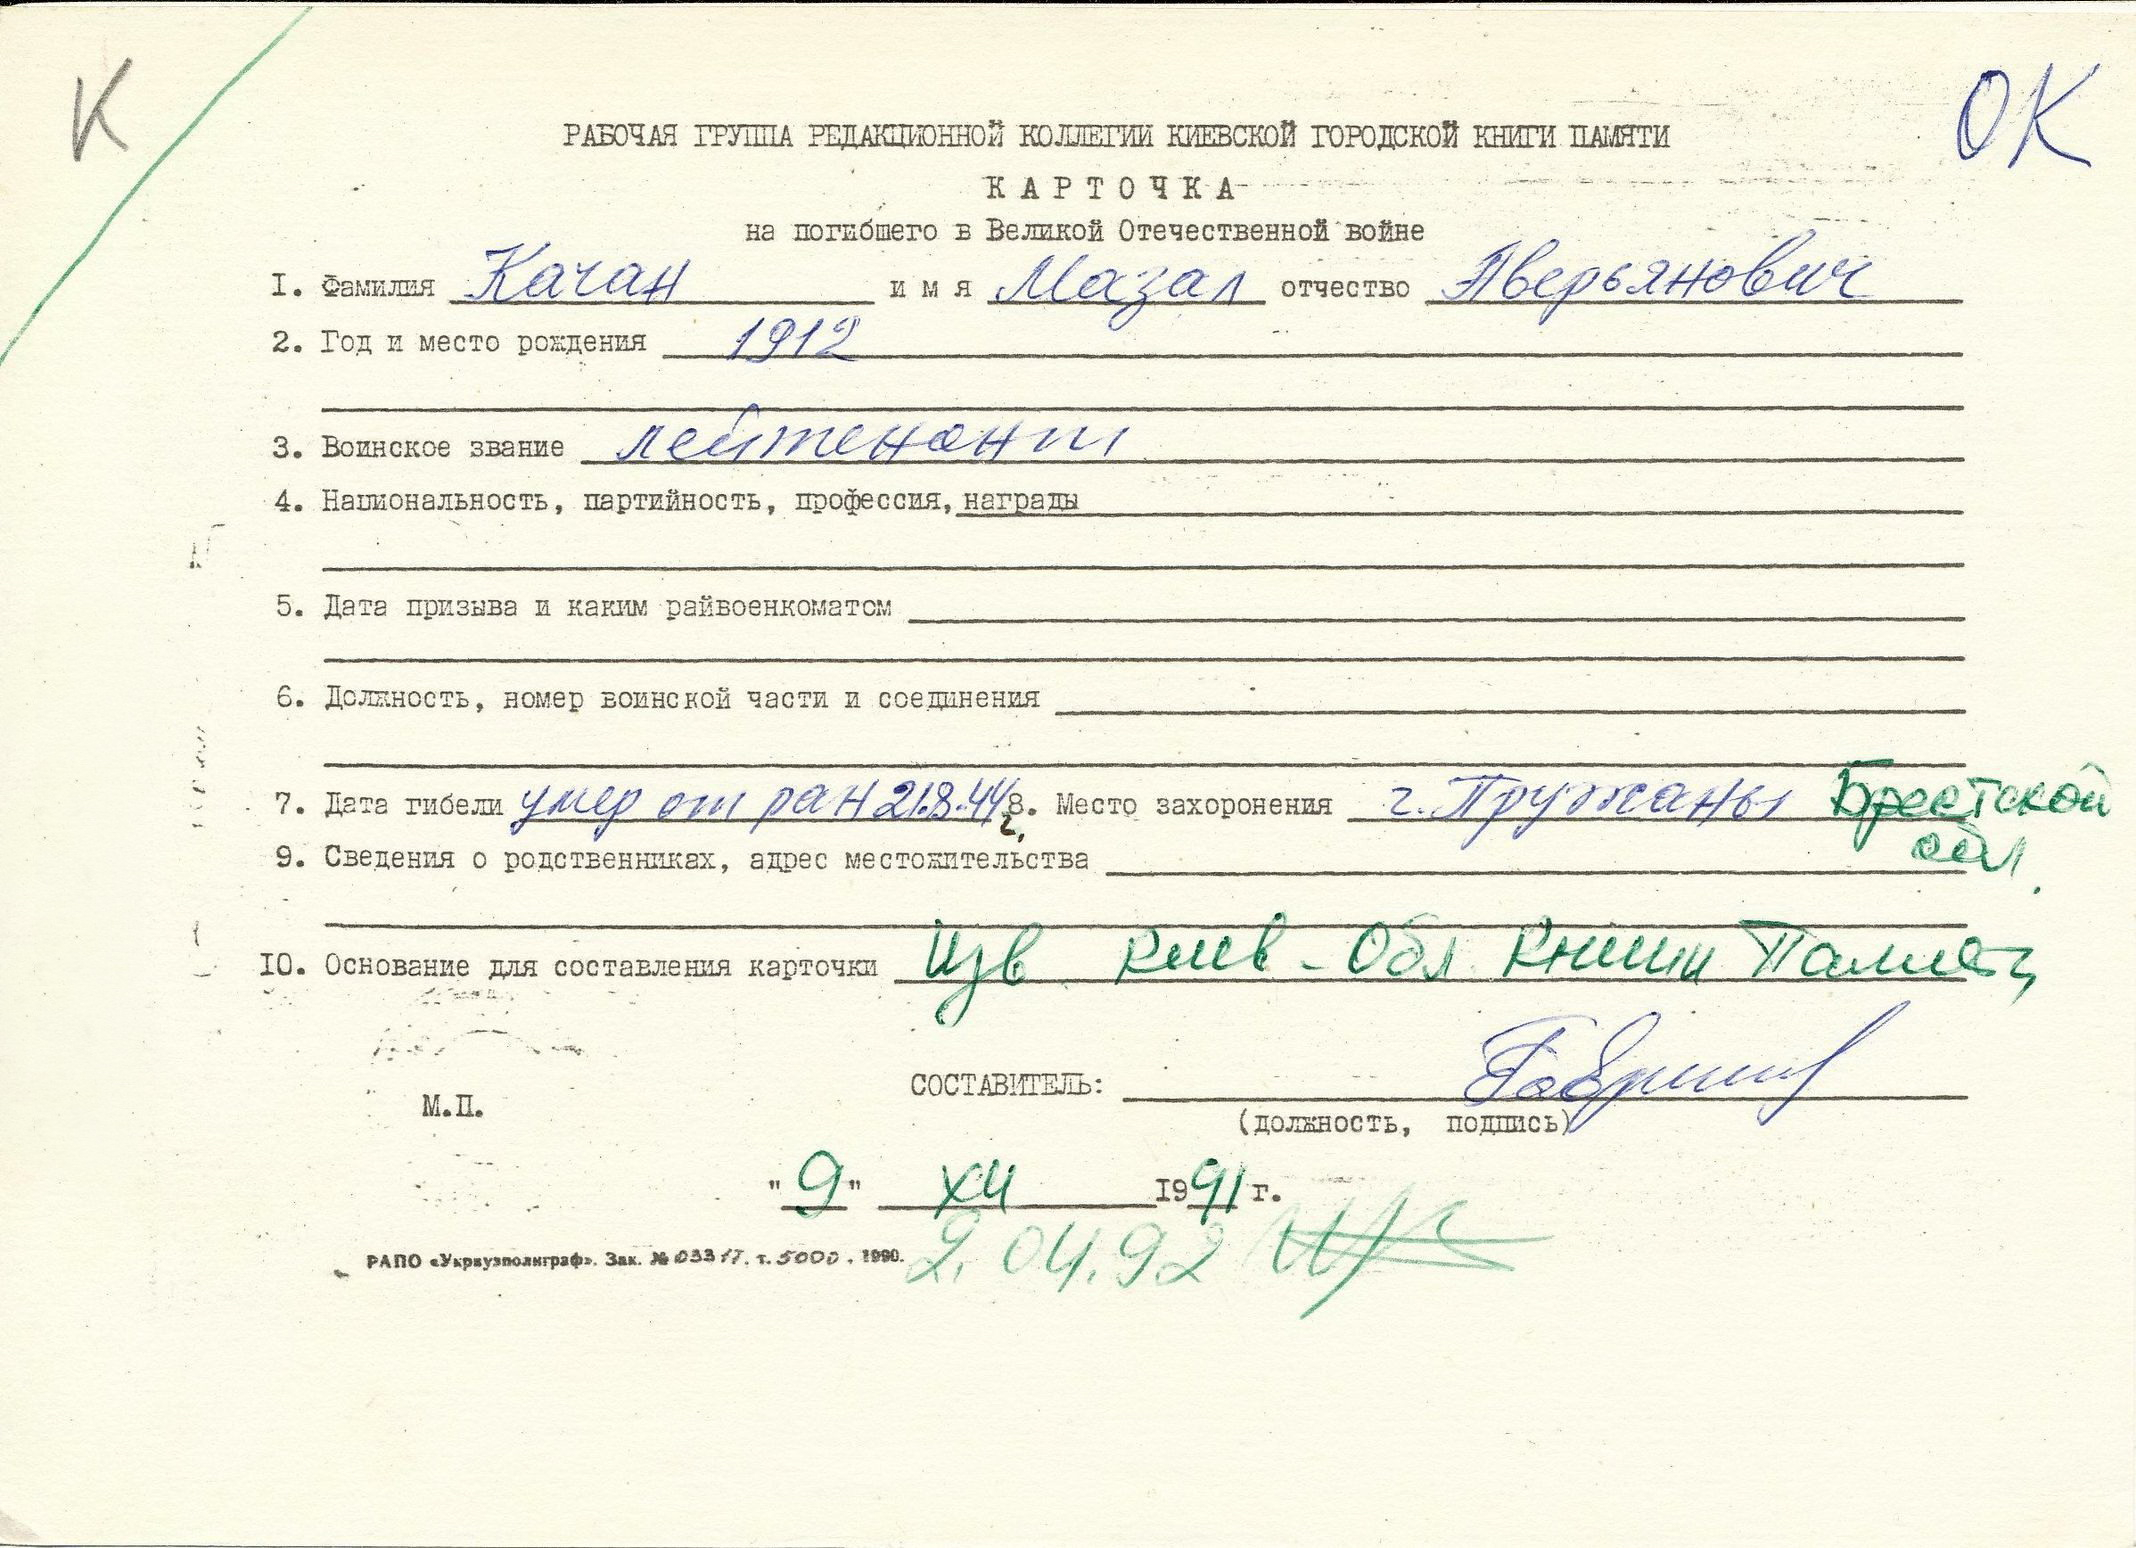 К
ОК
РАБОЧАЯ ГРУППА РЕДАКЦИОННОЙ КОЛЛЕГИИ КИЕВСКОЙ ГОРОДСКОЙ КНИГИ ПАМЯТИ
К А Р Т О Ч К А
на погибшего в Великой Отечественной войне
I. Фамилия Качан и м я Мазал отчество Аверьянович
2. Год и место рождения 1912
3. Воинское звание лейтенант
4. Национальность, партийность, профессия, награды
5. Дата призыва и каким райвоенкоматом
6. Должность, номер воинской части и соединения
7. Дата гибели умер от ран 21.8.44 г. 8. Место захоронения г. Пружаны Брестской
обл.
9. Сведения о родственниках, адрес местожительства
IO. Основание для составления карточки Изв Киев-Обл Книги Памяти
СОСТАВИТЕЛЬ:
М.П.
(должность, подпись)
"9" XII 1991 г.
РАПО «Укрвузполиграф». Зак. № 0331Т. т. 5000. 1990.
2.04.92